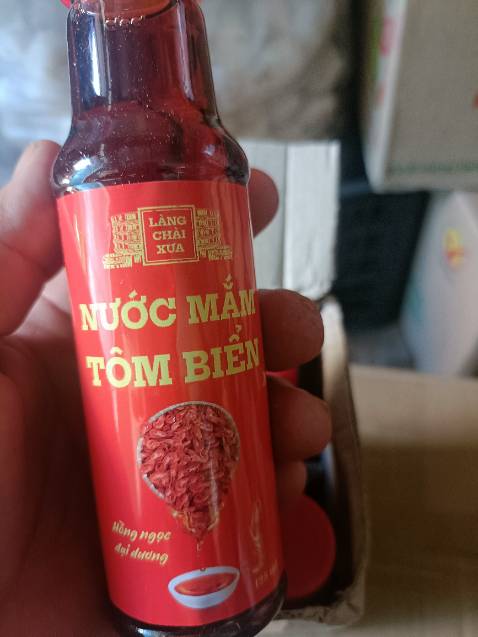 LÀNG
CHÀI
XƯA
NƯỚC MẮM
TÔM BIỂN
Hồng ngọc
đại dương